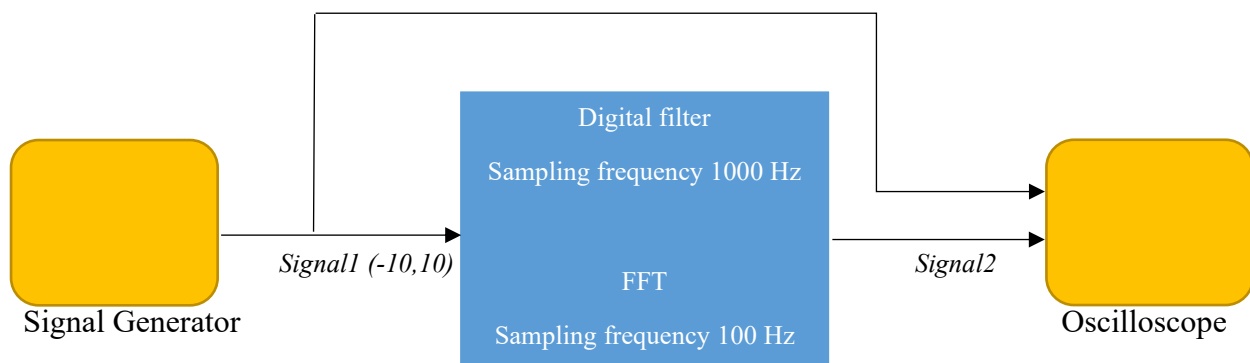 Digital filter
Sampling frequency 1000 Hz
Signal1 (-10,10)
Signal2
FFT
Signal Generator
Oscilloscope
Sampling frequency 100 Hz